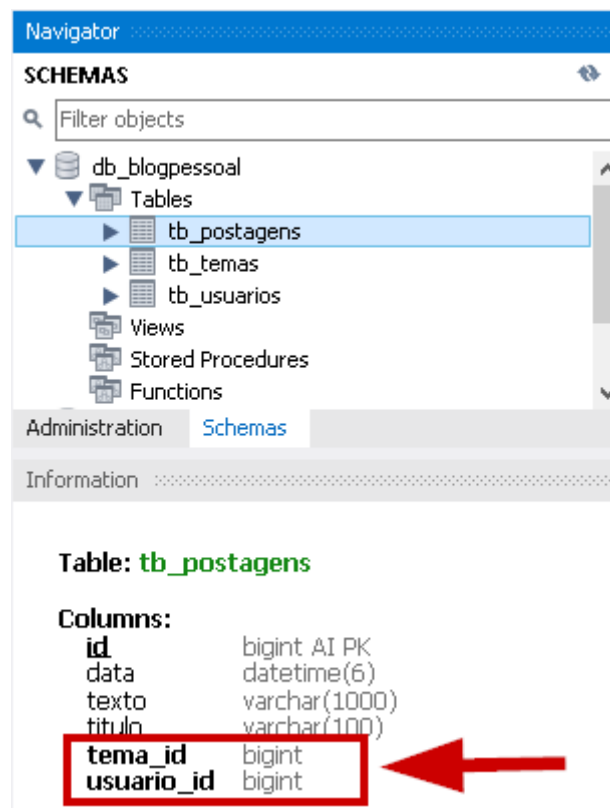 Navigator
SCHEMAS
Filter objects
db_blogpessoal
Tables
tb_postagens
tb_temas
tb_usuarios
Views
Stored Procedures
Functions
Administration Schemas
Information
Table: tb_postagens
Columns:
id bigint AI PK
data datetime(6)
texto varchar(1000)
titulo varchar(100)
tema_id bigint
usuario_id bigint